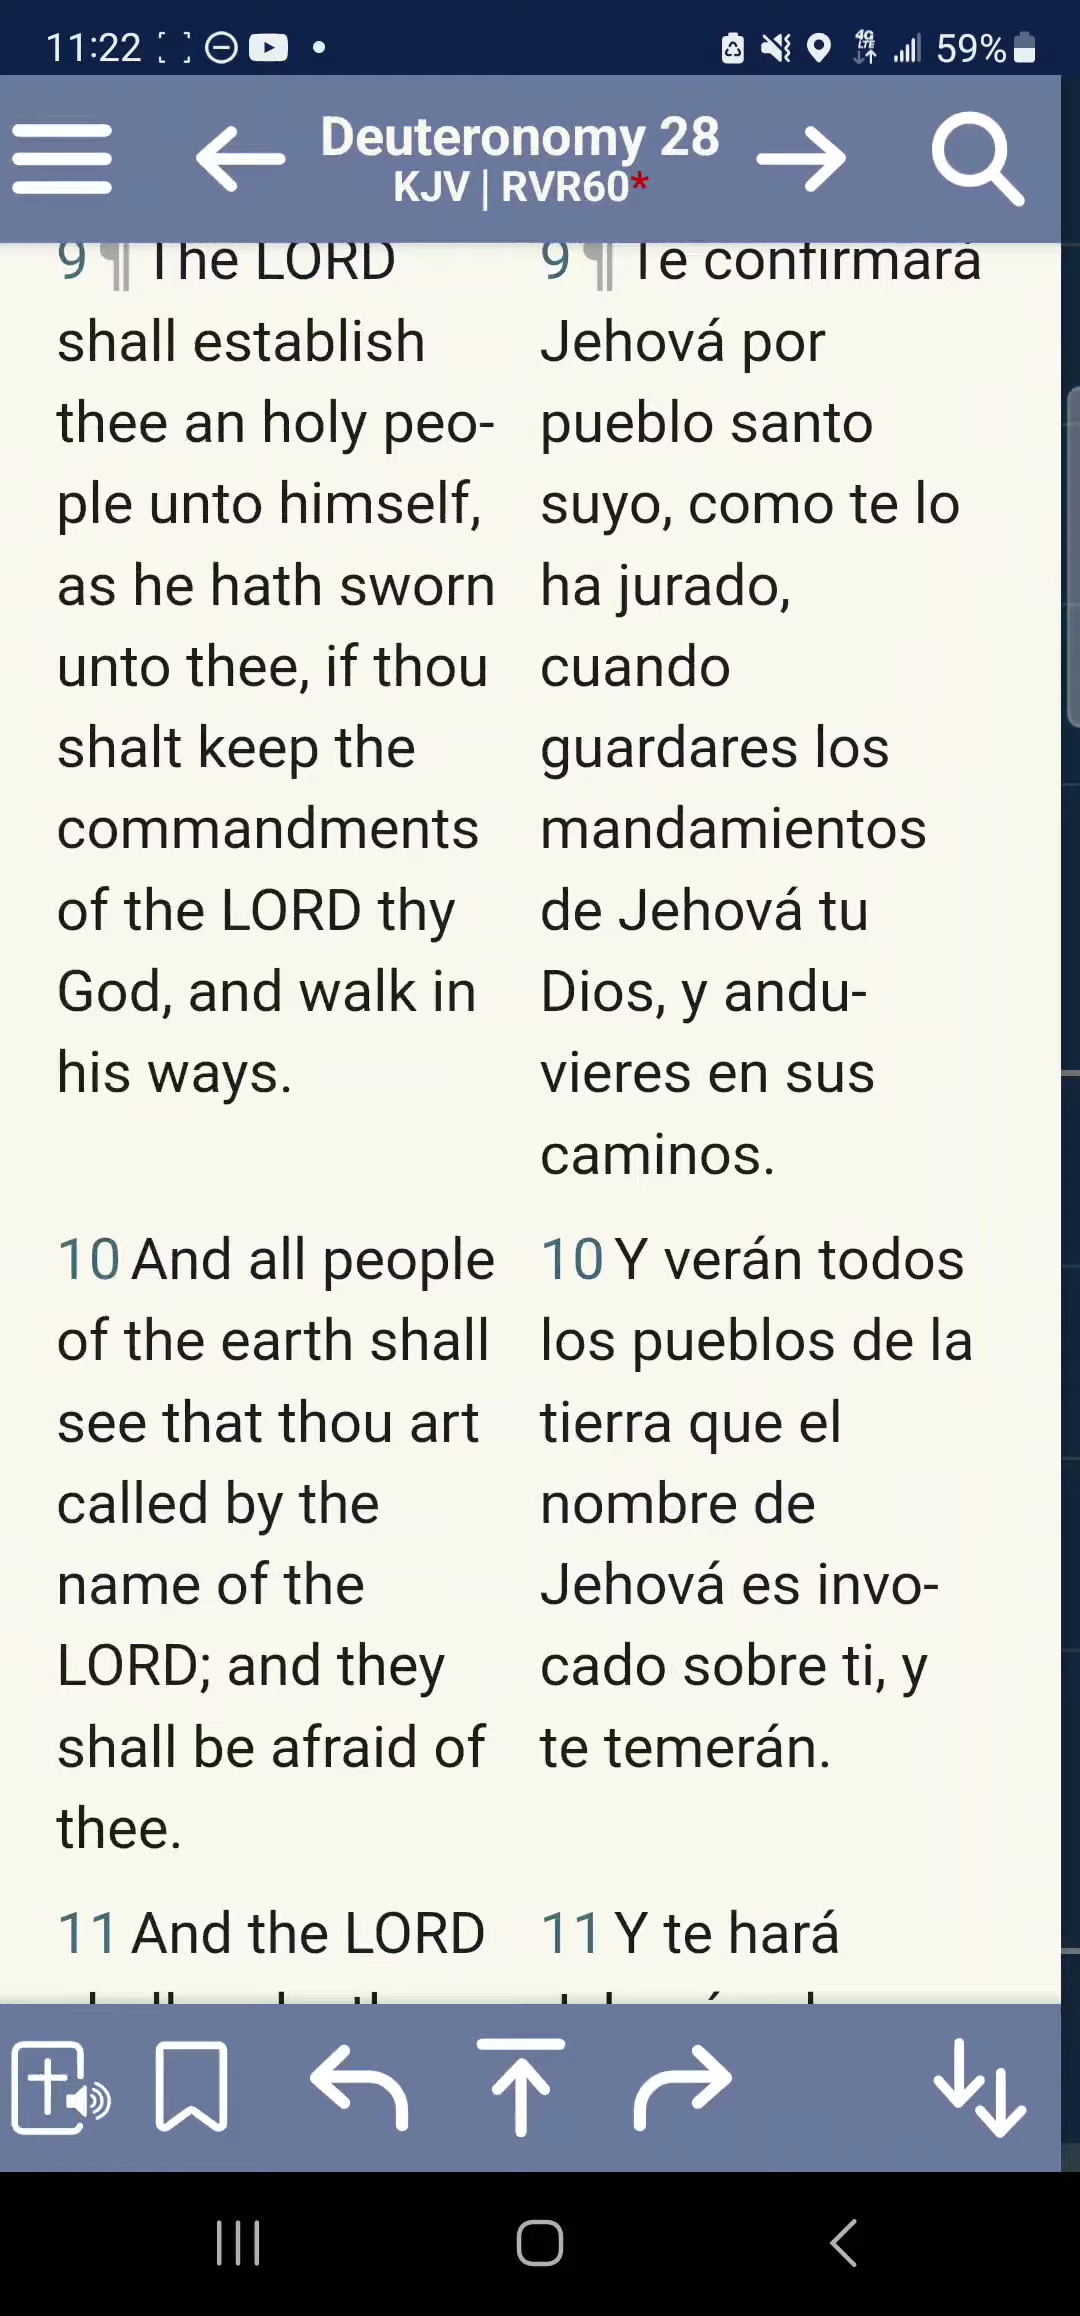 11:22
4G LTE
59%
Deuteronomy 28
KJV | RVR60*
9 ¶ The LORD
shall establish
thee an holy peo-
ple unto himself,
as he hath sworn
unto thee, if thou
shalt keep the
commandments
of the LORD thy
God, and walk in
his ways.
9 ¶ Te confirmará
Jehová por
pueblo santo
suyo, como te lo
ha jurado,
cuando
guardares los
mandamientos
de Jehová tu
Dios, y andu-
vieres en sus
caminos.
10 And all people
of the earth shall
see that thou art
called by the
name of the
LORD; and they
shall be afraid of
thee.
10 Y verán todos
los pueblos de la
tierra que el
nombre de
Jehová es invo-
cado sobre ti, y
te temerán.
11 And the LORD
11 Y te hará